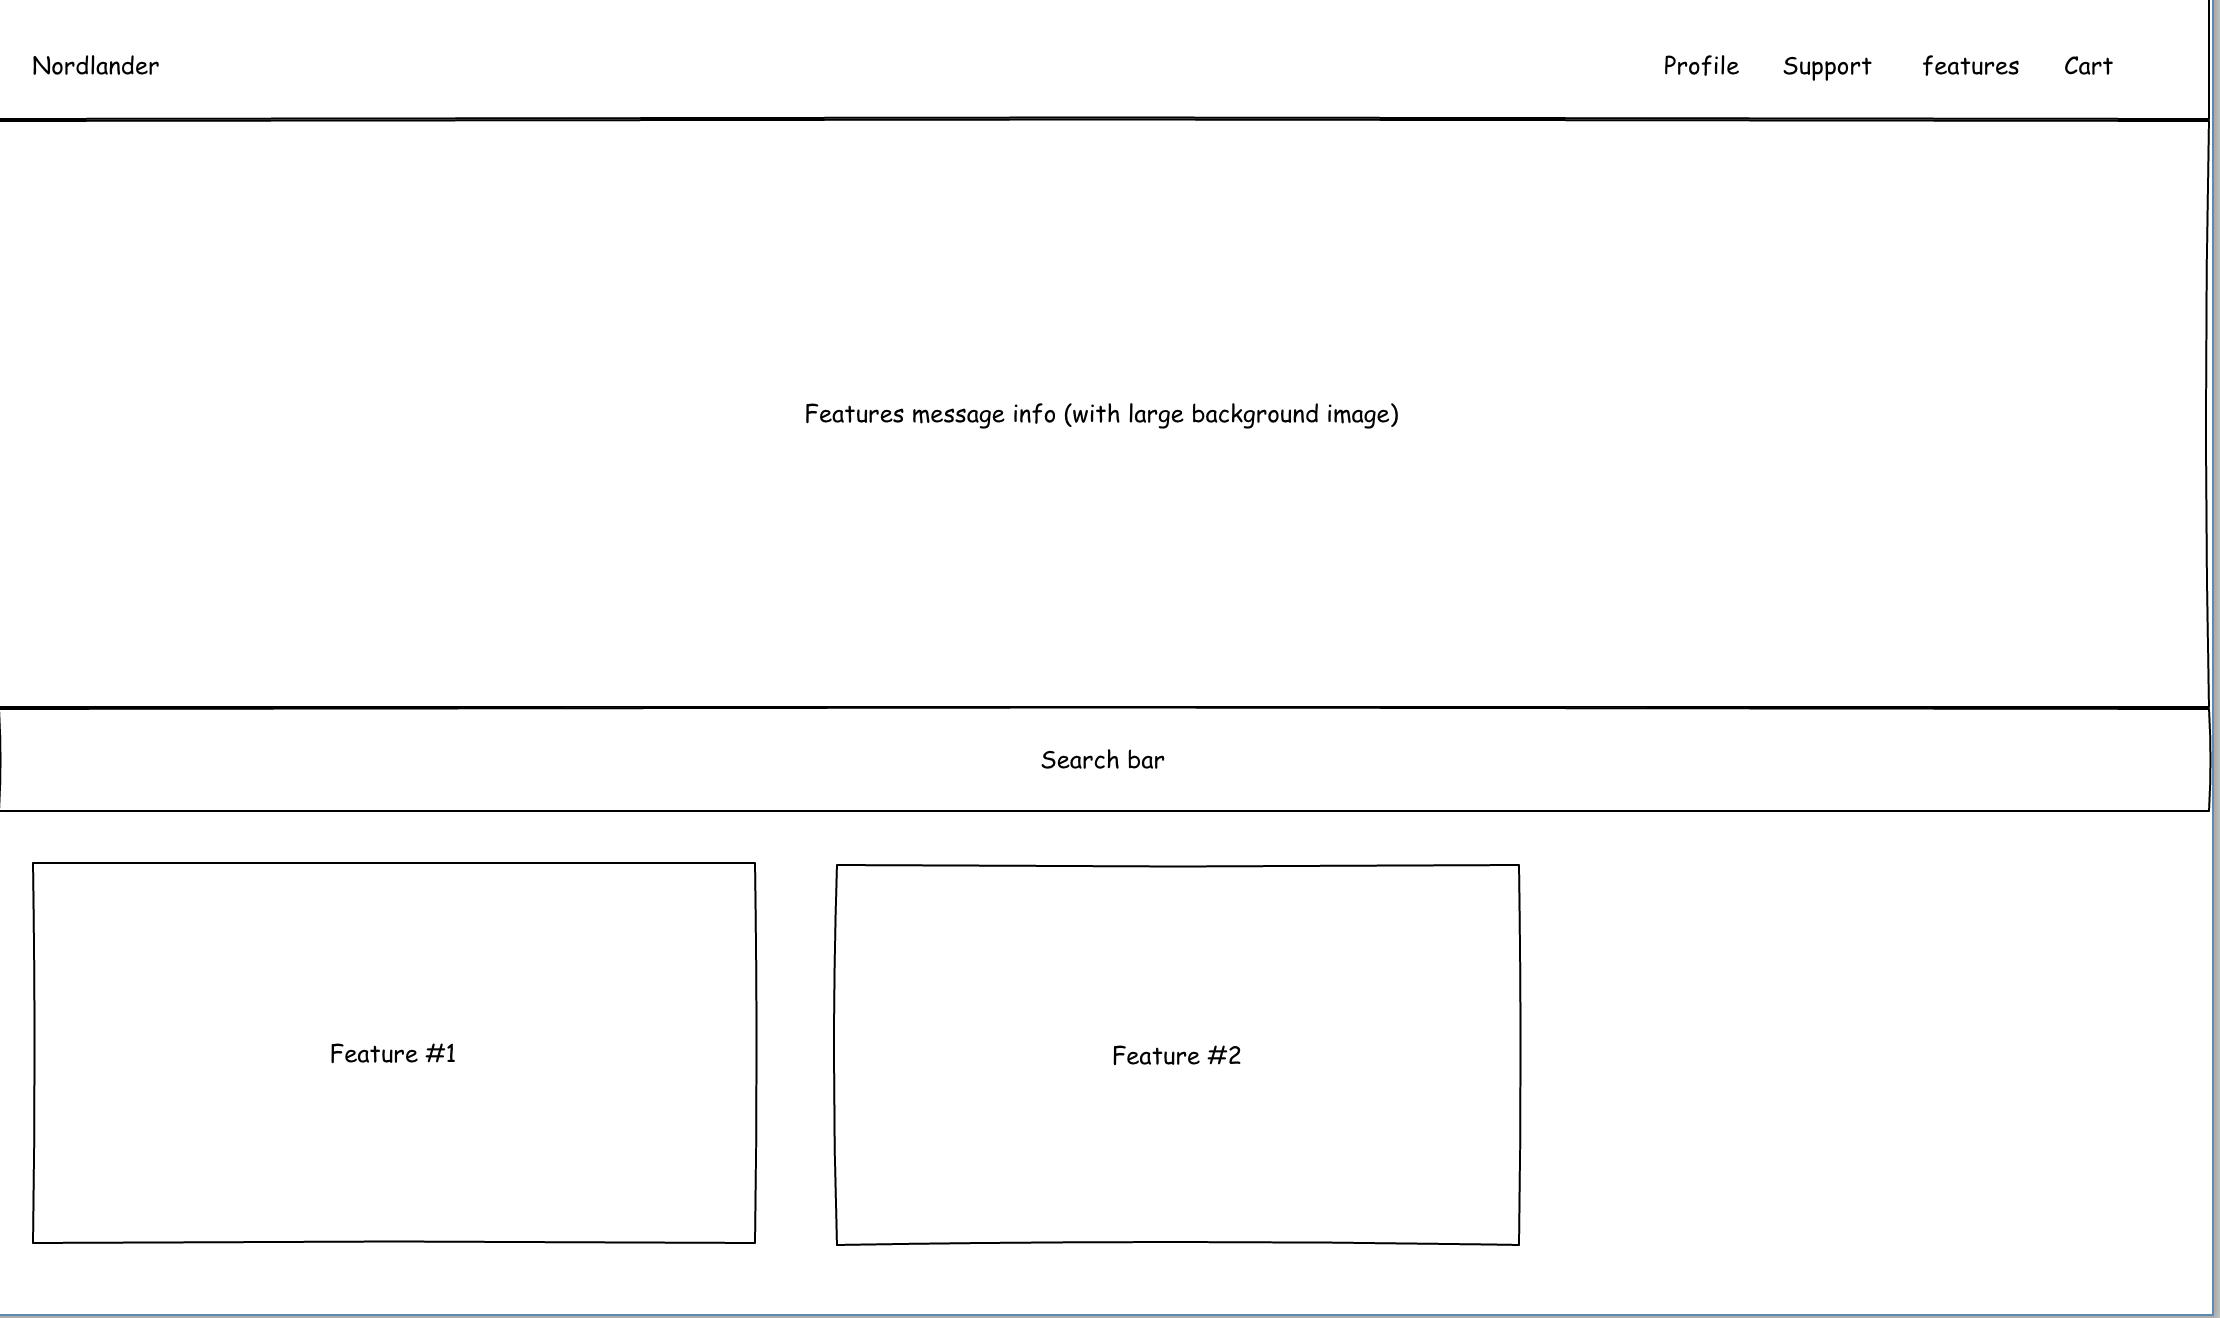 Nordlander
Profile Support features Cart
Features message info (with large background image)
Search bar
Feature #1
Feature #2